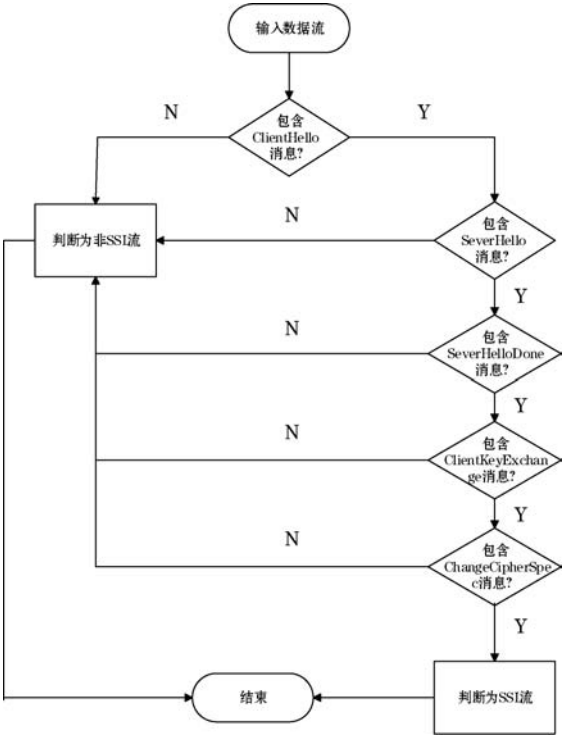 输入数据流
N
包含
ClientHello
消息?
Y
判断为非SSL流
N
包含
SeverHello
消息?
Y
N
包含
SeverHelloDone
消息?
Y
N
包含
ClientKeyExchan
ge消息?
Y
N
包含
ChangeCipherSpe
c消息?
Y
结束
判断为SSL流